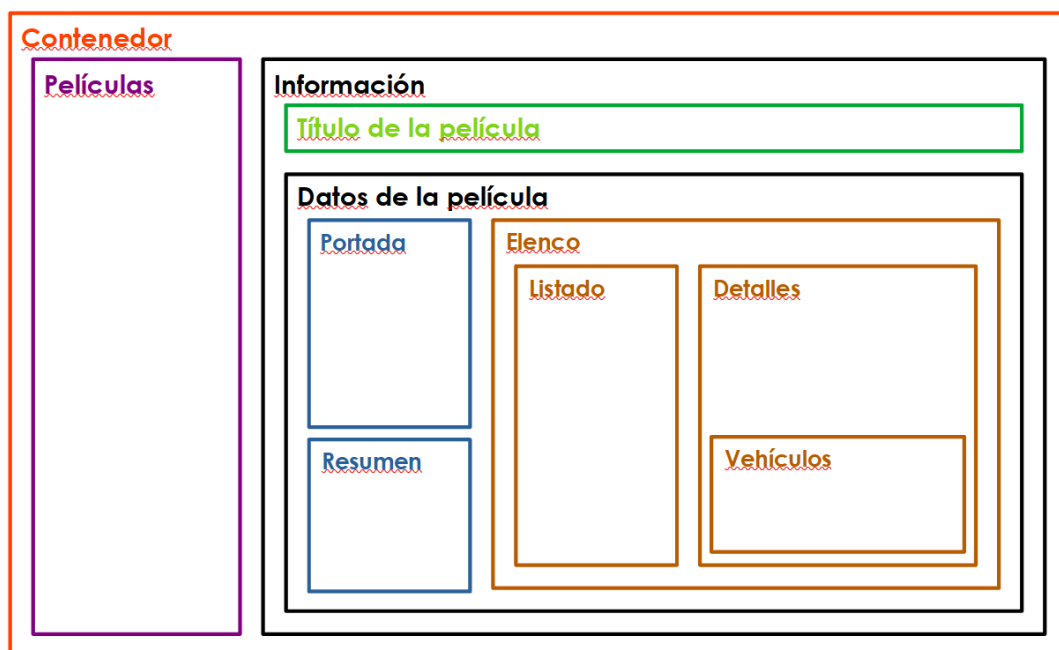 Contenedor
Películas
Información
Título de la película
Datos de la película
Portada
Resumen
Elenco
Listado
Detalles
Vehículos